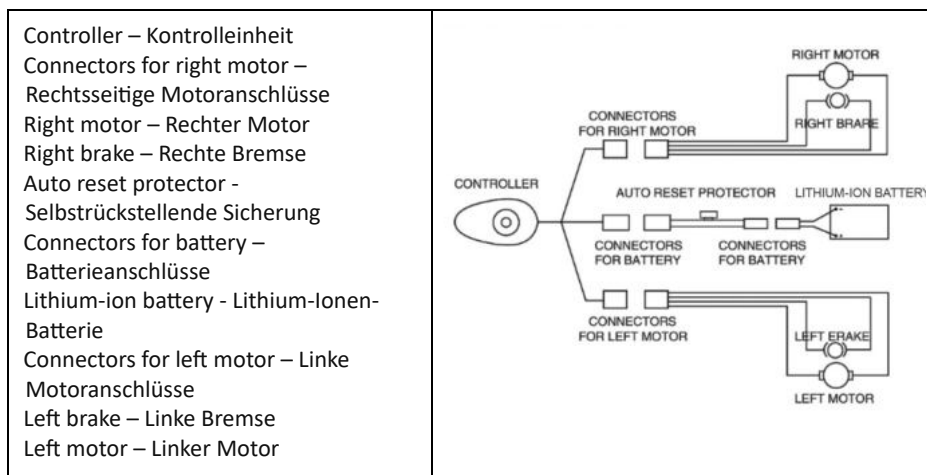 Controller – Kontrolleinheit
Connectors for right motor –
Rechtsseitige Motoranschlüsse
Right motor – Rechter Motor
Right brake – Rechte Bremse
Auto reset protector -
Selbstrückstellende Sicherung
Connectors for battery –
Batterieanschlüsse
Lithium-ion battery - Lithium-Ionen-
Batterie
Connectors for left motor – Linke
Motoranschlüsse
Left brake – Linke Bremse
Left motor – Linker Motor
RIGHT MOTOR
RIGHT BRARE
CONNECTORS
FOR RIGHT MOTOR
CONTROLLER
AUTO RESET PROTECTOR
LITHIUM-ION BATTERY
CONNECTORS
FOR BATTERY
CONNECTORS
FOR BATTERY
CONNECTORS
FOR LEFT MOTOR
LEFT ERAKE
LEFT MOTOR